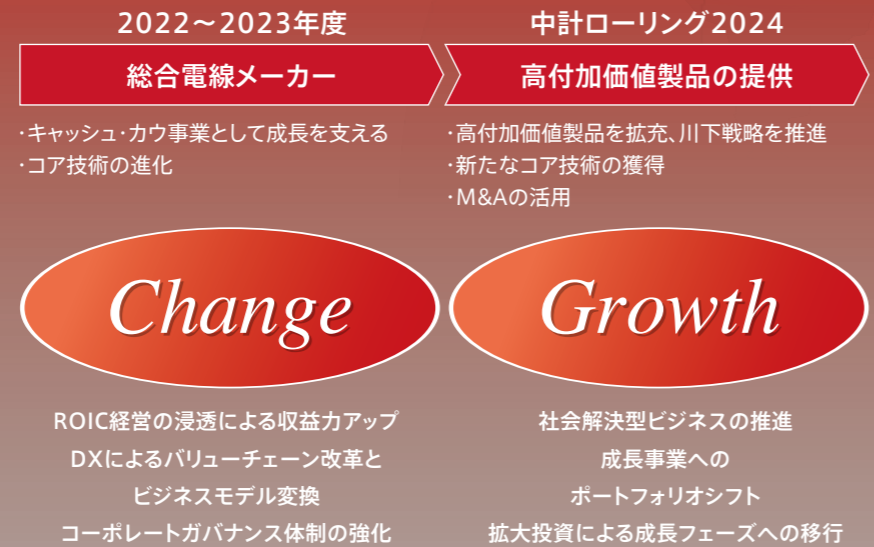 2022～2023年度
総合電線メーカー
・キャッシュ・カウ事業として成長を支える
・コア技術の進化
Change
ROIC経営の浸透による収益力アップ
DXによるバリューチェーン改革と
ビジネスモデル変換
コーポレートガバナンス体制の強化
中計ローリング2024
高付加価値製品の提供
・高付加価値製品を拡充、川下戦略を推進
・新たなコア技術の獲得
・M&Aの活用
Growth
社会解決型ビジネスの推進
成長事業への
ポートフォリオシフト
拡大投資による成長フェーズへの移行